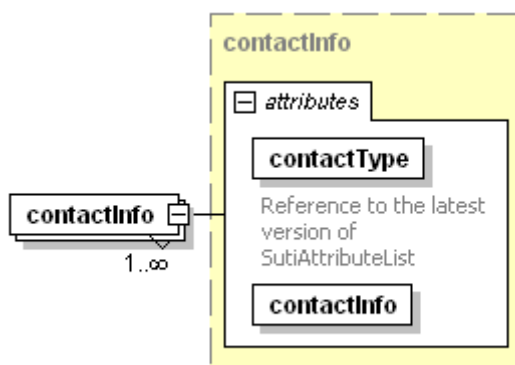 contactInfo
attributes
contactType
Reference to the latest
version of
SutiAttributeList
contactInfo
1..∞
contactInfo